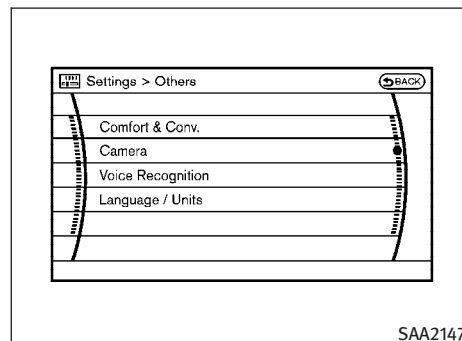 Settings > Others
BACK
Comfort & Conv.
Camera
Voice Recognition
Language / Units
SAA2147